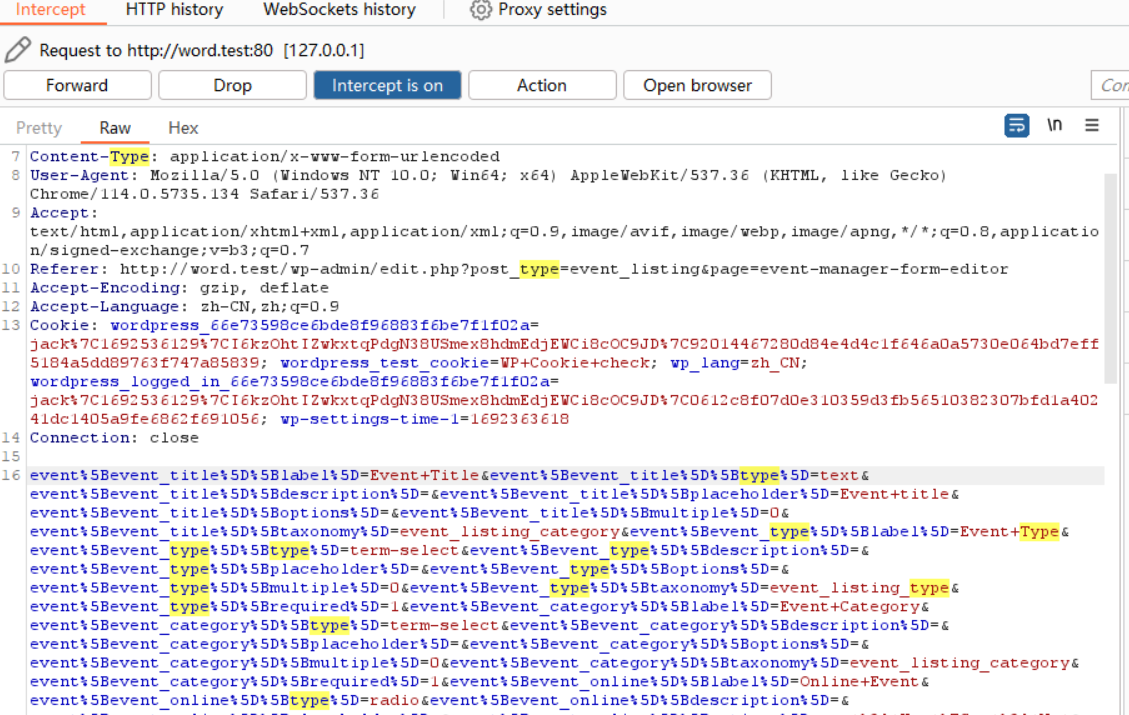 Intercept HTTP history WebSockets history Proxy settings
Request to http://word.test:80 [127.0.0.1]
Forward Drop Intercept is on Action Open browser
Pretty Raw Hex \n
7 Content-Type: application/x-www-form-urlencoded
8 User-Agent: Mozilla/5.0 (Windows NT 10.0; Win64; x64) AppleWebKit/537.36 (KHTML, like Gecko)
Chrome/114.0.5735.134 Safari/537.36
9 Accept:
text/html,application/xhtml+xml,application/xml;q=0.9,image/avif,image/webp,image/apng,*/*;q=0.8,applicatio
n/signed-exchange;v=b3;q=0.7
10 Referer: http://word.test/wp-admin/edit.php?post_type=event_listing&page=event-manager-form-editor
11 Accept-Encoding: gzip, deflate
12 Accept-Language: zh-CN,zh;q=0.9
13 Cookie: wordpress_66e73598ce6bde8f96883f6be7f1f02a=
jack%7C1692536129%7CI6kzOhtIZwkxtqPdgN38USmex8hdmEdjEWCi8cOC9JD%7C92014467280d84e4d4c1f646a0a5730e064bd7eff
5184a5dd89763f747a85839; wordpress_test_cookie=WP+Cookie+check; wp_lang=zh_CN;
wordpress_logged_in_66e73598ce6bde8f96883f6be7f1f02a=
jack%7C1692536129%7CI6kzOhtIZwkxtqPdgN38USmex8hdmEdjEWCi8cOC9JD%7C0612c8f07d0e310359d3fb56510382307bfd1a402
41dc1405a9fe6862f691056; wp-settings-time-1=1692363618
14 Connection: close
15
16 event%5Bevent_title%5D%5Blabel%5D=Event+Title&event%5Bevent_title%5D%5Btype%5D=text&
event%5Bevent_title%5D%5Bdescription%5D=&event%5Bevent_title%5D%5Bplaceholder%5D=Event+title&
event%5Bevent_title%5D%5Boptions%5D=&event%5Bevent_title%5D%5Bmultiple%5D=0&
event%5Bevent_title%5D%5Btaxonomy%5D=event_listing_category&event%5Bevent_type%5D%5Blabel%5D=Event+Type&
event%5Bevent_type%5D%5Btype%5D=term-select&event%5Bevent_type%5D%5Bdescription%5D=&
event%5Bevent_type%5D%5Bplaceholder%5D=&event%5Bevent_type%5D%5Boptions%5D=&
event%5Bevent_type%5D%5Bmultiple%5D=0&event%5Bevent_type%5D%5Btaxonomy%5D=event_listing_type&
event%5Bevent_type%5D%5Brequired%5D=1&event%5Bevent_category%5D%5Blabel%5D=Event+Category&
event%5Bevent_category%5D%5Btype%5D=term-select&event%5Bevent_category%5D%5Bdescription%5D=&
event%5Bevent_category%5D%5Bplaceholder%5D=&event%5Bevent_category%5D%5Boptions%5D=&
event%5Bevent_category%5D%5Bmultiple%5D=0&event%5Bevent_category%5D%5Btaxonomy%5D=event_listing_category&
event%5Bevent_category%5D%5Brequired%5D=1&event%5Bevent_online%5D%5Blabel%5D=Online+Event&
event%5Bevent_online%5D%5Btype%5D=radio&event%5Bevent_online%5D%5Bdescription%5D=&